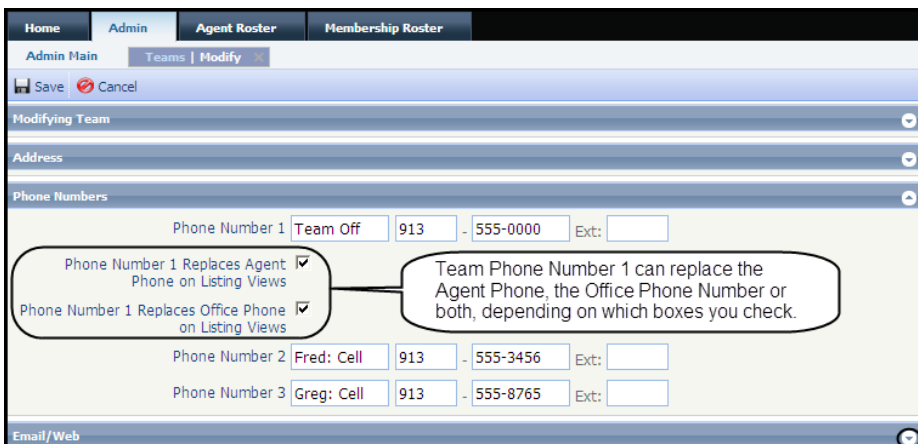 Home Admin Agent Roster Membership Roster
Admin Main Teams | Modify
Save Cancel
Modifying Team
Address
Phone Numbers
Phone Number 1 Team Off 913 - 555-0000 Ext:
Phone Number 1 Replaces Agent
Phone on Listing Views
Phone Number 1 Replaces Office Phone
on Listing Views
Team Phone Number 1 can replace the
Agent Phone, the Office Phone Number or
both, depending on which boxes you check.
Phone Number 2 Fred: Cell 913 - 555-3456 Ext:
Phone Number 3 Greg: Cell 913 - 555-8765 Ext:
Email/Web